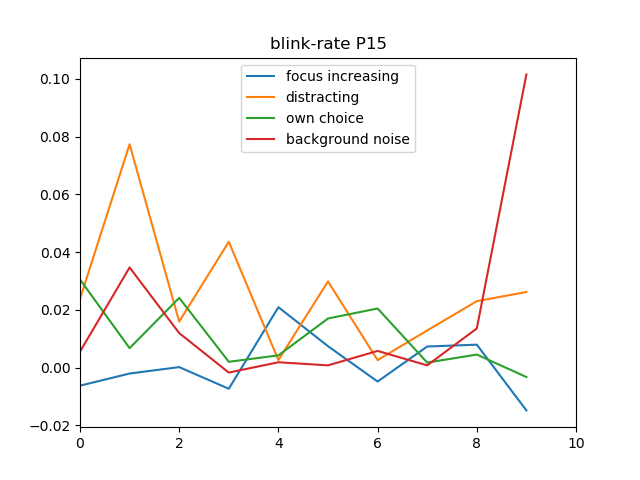 blink-rate P15
focus increasing
distracting
own choice
background noise
0.10
0.08
0.06
0.04
0.02
0.00
−0.02
0 2 4 6 8 10